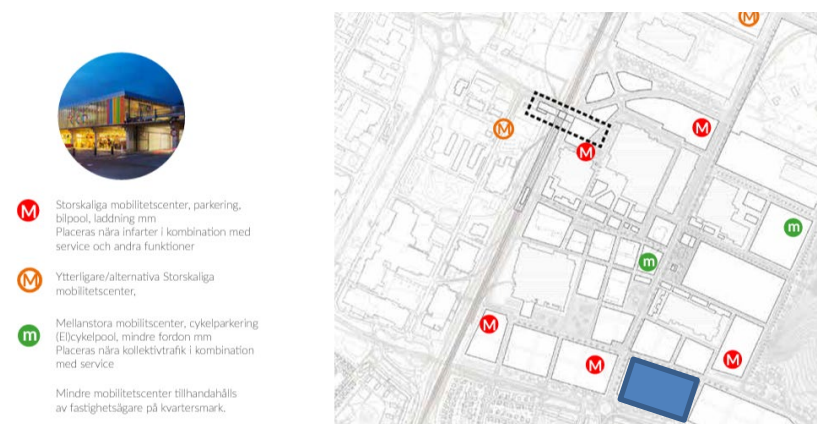 M
Storskaliga mobilitetscenter, parkering,
bilpool, laddning mm
Placeras nära infarter i kombination med
service och andra funktioner
M
Ytterligare/alternativa Storskaliga
mobilitetscenter,
m
Mellanstora mobilitscenter, cykelparkering
(El)cykelpool, mindre fordon mm
Placeras nära kollektivtrafik i kombination
med service
Mindre mobilitetscenter tillhandahålls
av fastighetsägare på kvartersmark.
M
M
M
M
m
m
M
M
M